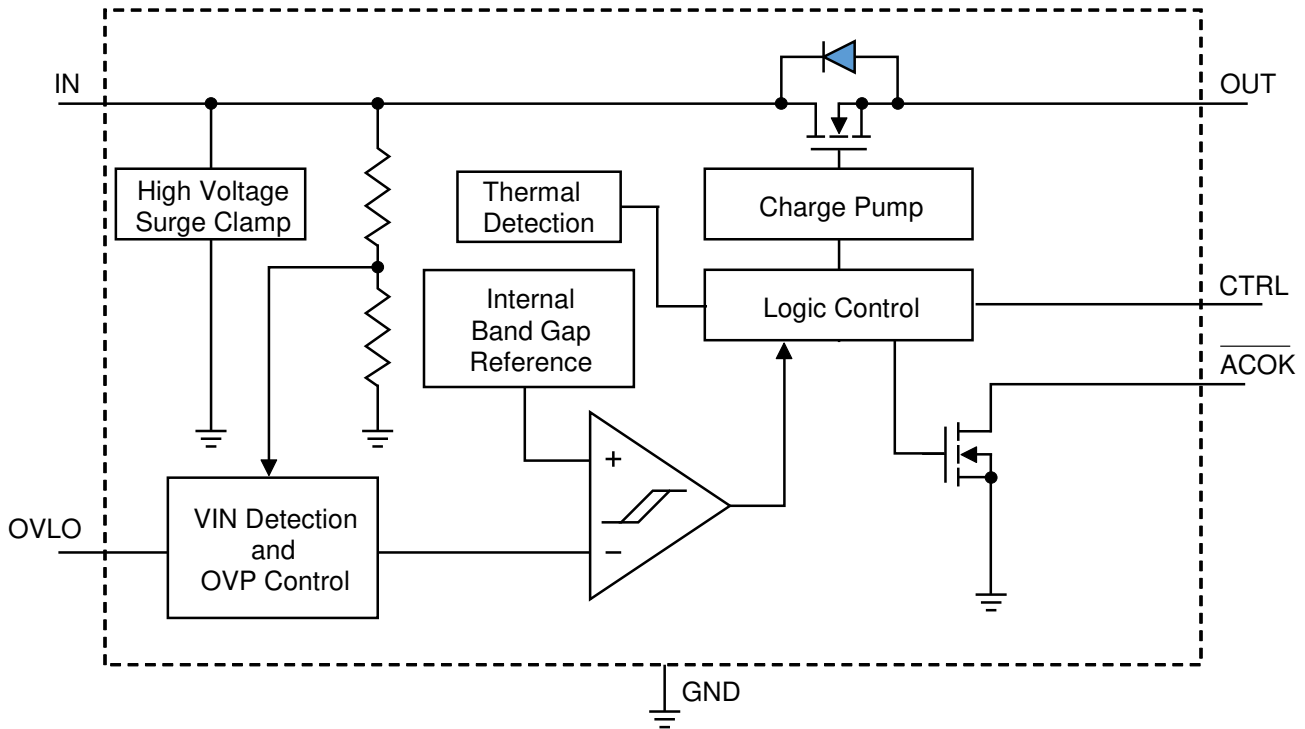 IN
OUT
High Voltage
Surge Clamp
Thermal
Detection
Charge Pump
Internal
Band Gap
Reference
Logic Control
CTRL
ACOK
+
VIN Detection
and
OVP Control
OVLO
−
GND